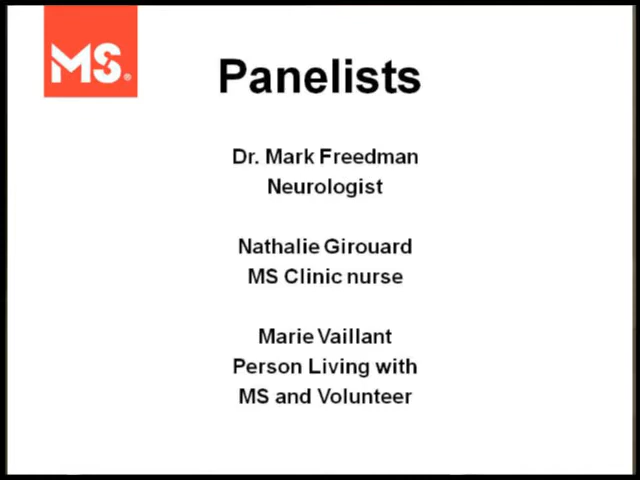 MS®
Panelists
Dr. Mark Freedman
Neurologist
Nathalie Girouard
MS Clinic nurse
Marie Vaillant
Person Living with
MS and Volunteer